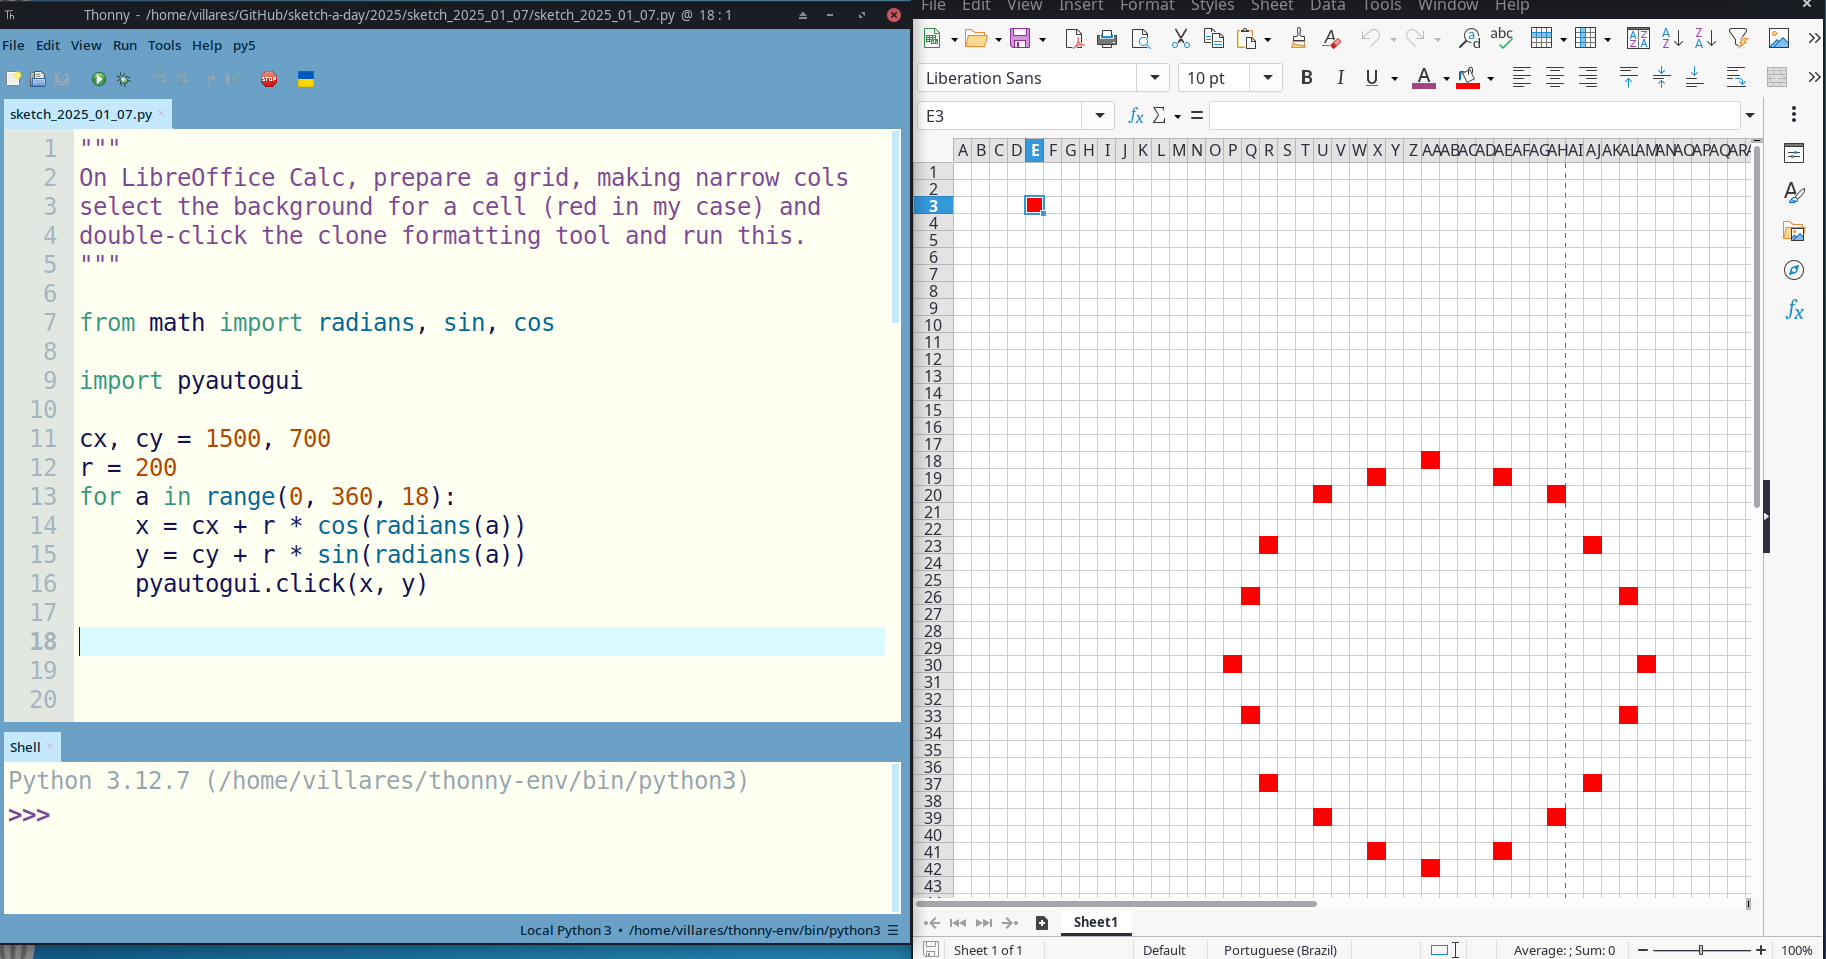 Thonny - /home/villares/GitHub/sketch-a-day/2025/sketch_2025_01_07/sketch_2025_01_07.py @ 18 : 1
File Edit View Run Tools Help py5
STOP
sketch_2025_01_07.py
1 """
2 On LibreOffice Calc, prepare a grid, making narrow cols
3 select the background for a cell (red in my case) and
4 double-click the clone formatting tool and run this.
5 """
6
7 from math import radians, sin, cos
8
9 import pyautogui
10
11 cx, cy = 1500, 700
12 r = 200
13 for a in range(0, 360, 18):
14     x = cx + r * cos(radians(a))
15     y = cy + r * sin(radians(a))
16     pyautogui.click(x, y)
17
18
19
20
Shell
Python 3.12.7 (/home/villares/thonny-env/bin/python3)
>>>
Local Python 3 • /home/villares/thonny-env/bin/python3 ☰
File Edit View Insert Format Styles Sheet Data Tools Window Help
abc
Liberation Sans 10 pt B I U A
E3 fx Σ =
A B C D E F G H I J K L M N O P Q R S T U V W X Y Z AA AB AC AD AE AF AG AH AI AJ AK AL AM AN AO AP AQ AR
1
2
3
4
5
6
7
8
9
10
11
12
13
14
15
16
17
18
19
20
21
22
23
24
25
26
27
28
29
30
31
32
33
34
35
36
37
38
39
40
41
42
43
fx
Sheet1
Sheet 1 of 1 Default Portuguese (Brazil) Average: ; Sum: 0 100%